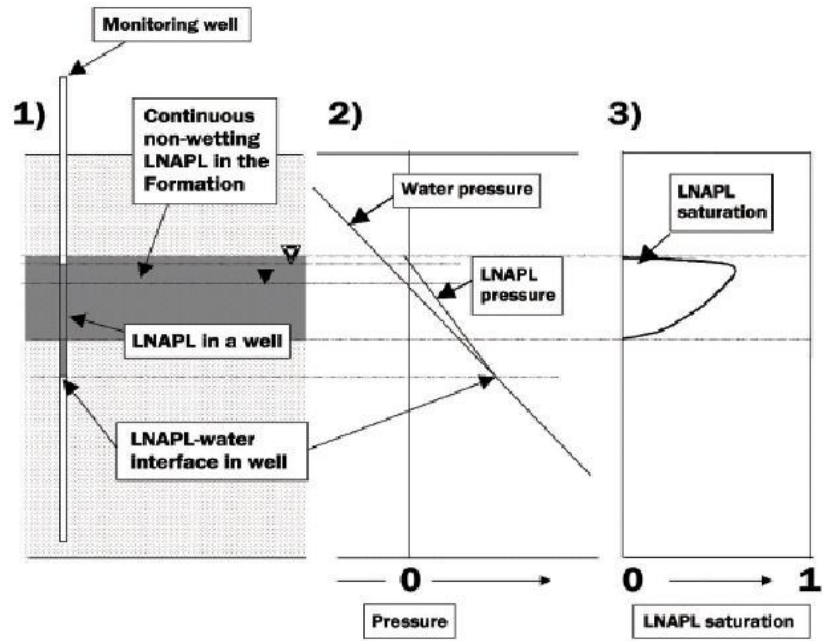 Monitoring well
1)
Continuous
non-wetting
LNAPL in the
Formation
LNAPL in a well
LNAPL-water
interface in well
2)
Water pressure
LNAPL
pressure
0
Pressure
3)
LNAPL
saturation
0
1
LNAPL saturation